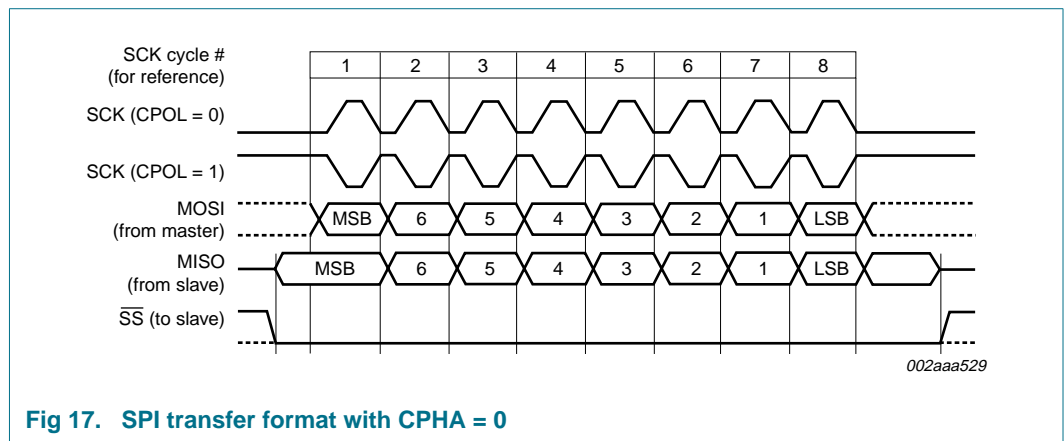 SCK cycle #
(for reference)
1 2 3 4 5 6 7 8
SCK (CPOL = 0)
SCK (CPOL = 1)
MOSI
(from master)
MSB 6 5 4 3 2 1 LSB
MISO
(from slave)
MSB 6 5 4 3 2 1 LSB
SS (to slave)
002aaa529
Fig 17. SPI transfer format with CPHA = 0